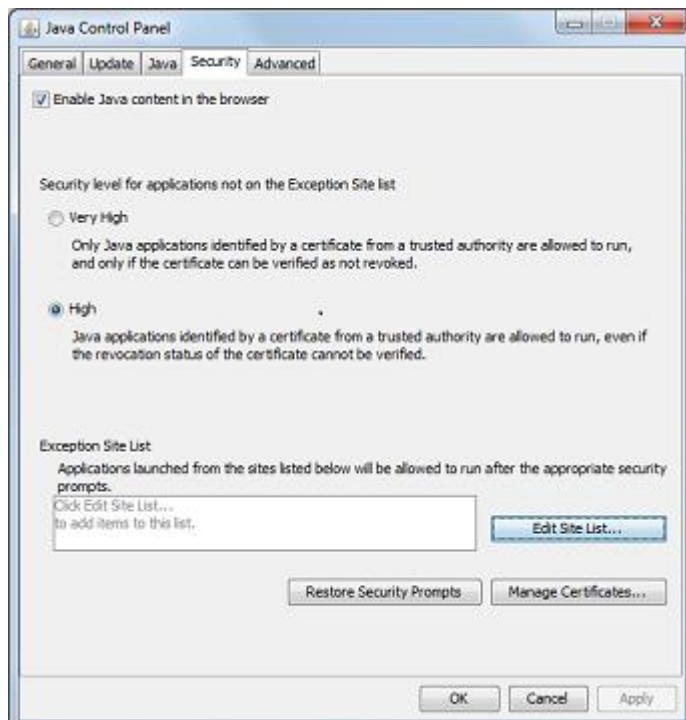 Java Control Panel
General Update Java Security Advanced
Enable Java content in the browser
Security level for applications not on the Exception Site list
Very High
Only Java applications identified by a certificate from a trusted authority are allowed to run,
and only if the certificate can be verified as not revoked.
High
Java applications identified by a certificate from a trusted authority are allowed to run, even if
the revocation status of the certificate cannot be verified.
Exception Site List
Applications launched from the sites listed below will be allowed to run after the appropriate security
prompts.
Click Edit Site List...
to add items to this list.
Edit Site List...
Restore Security Prompts Manage Certificates...
OK Cancel Apply